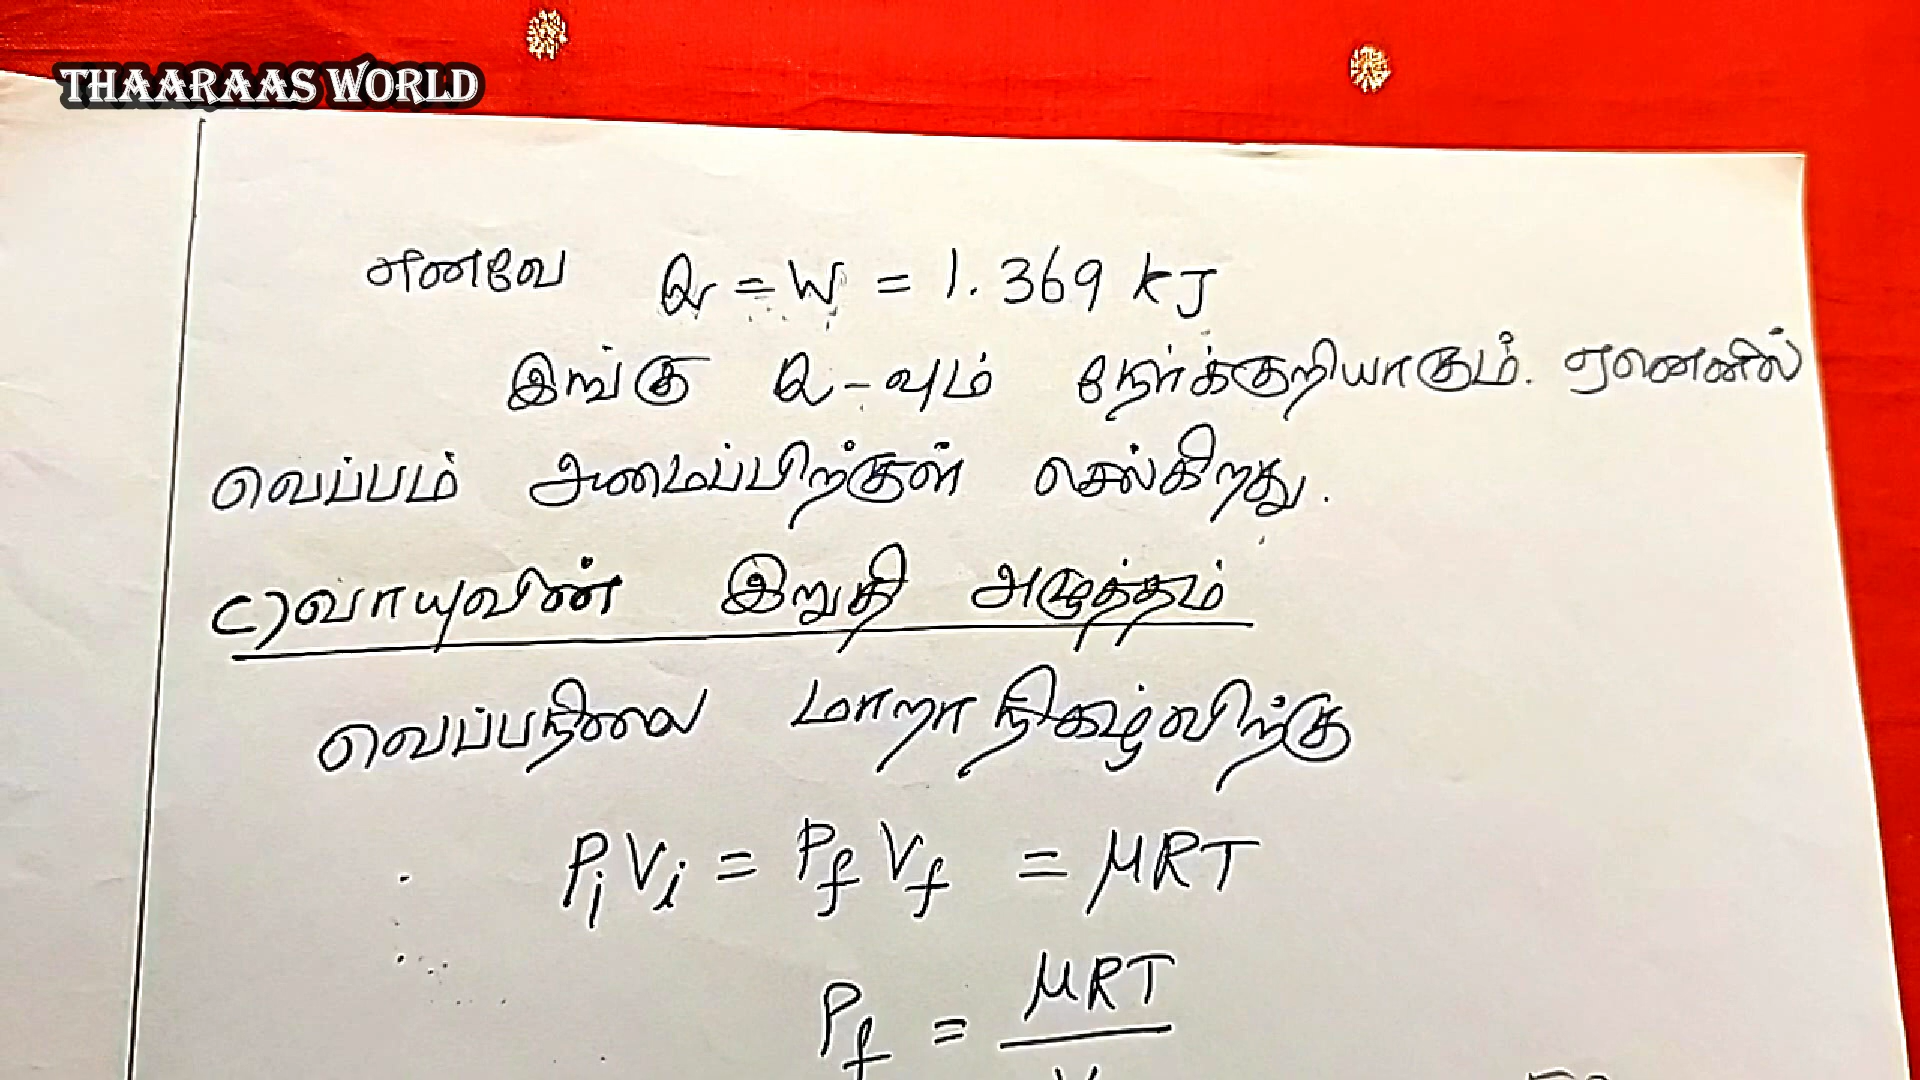 THAARAAS WORLD
எனவே Q = W = 1.369 kJ
இங்கு Q-வும் நேர்க்குறியாகும். ஏனெனில்
வெப்பம் அமைப்பிற்குள் செல்கிறது.
c) வாயுவின் இறுதி அழுத்தம்
வெப்பநிலை மாறா நிகழ்விற்கு
PiVi = PfVf = μRT
Pf = μRT